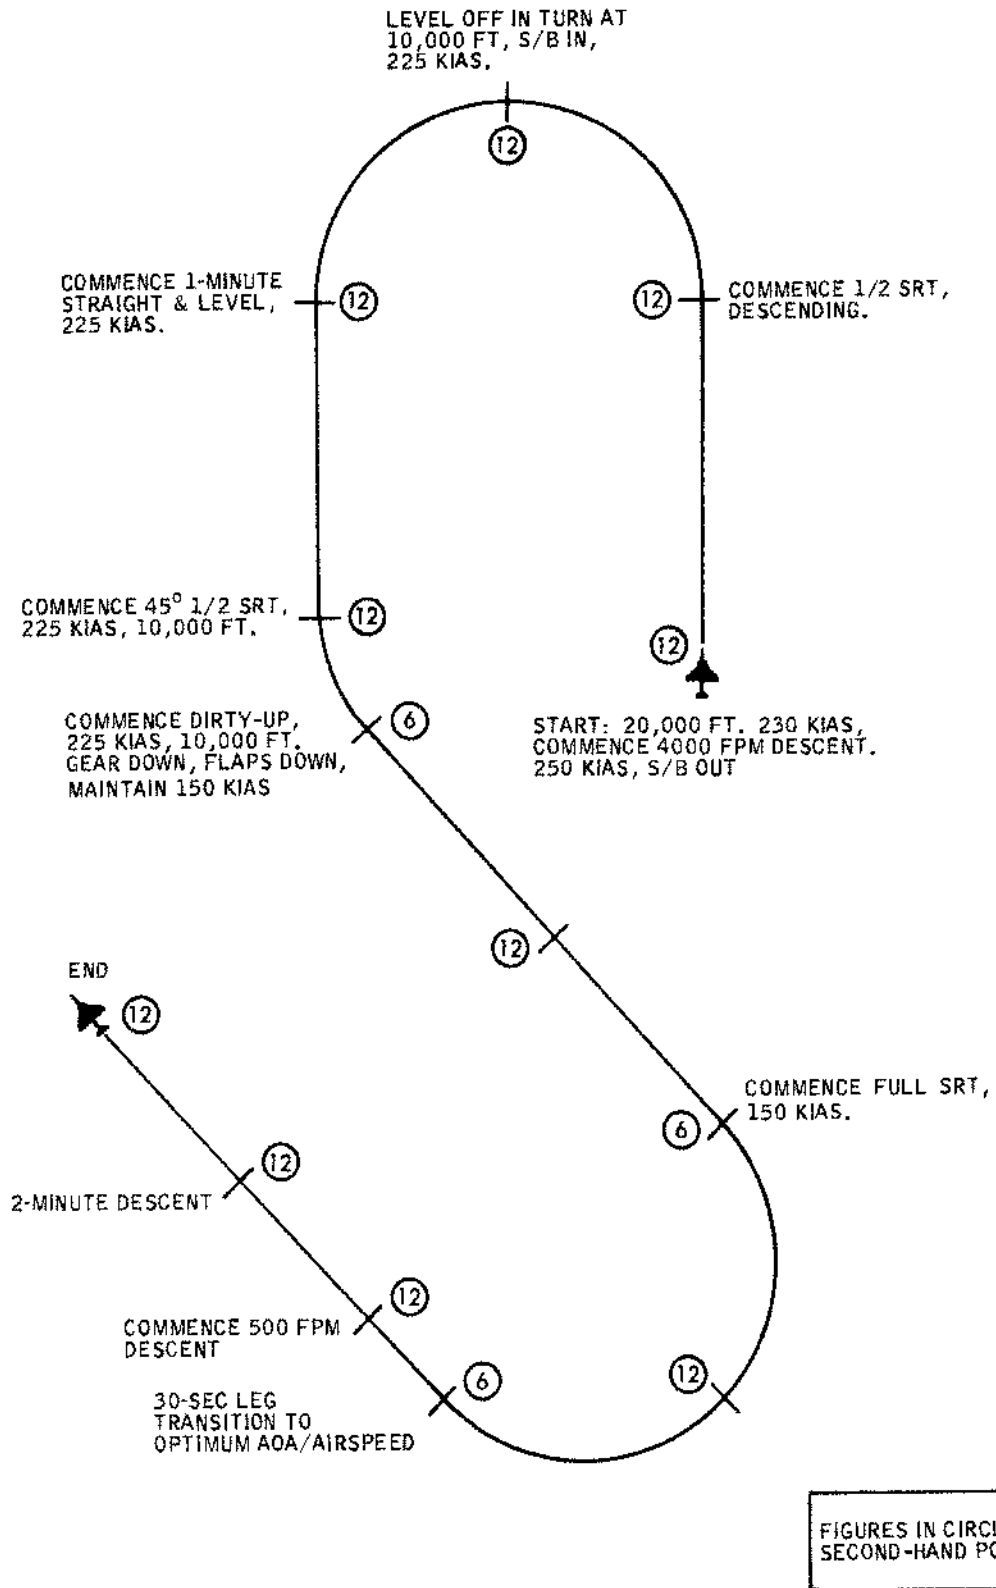 LEVEL OFF IN TURN AT
10,000 FT, S/B IN,
225 KIAS.
12
COMMENCE 1-MINUTE
STRAIGHT & LEVEL,
225 KIAS.
12
12
COMMENCE 1/2 SRT,
DESCENDING.
COMMENCE 45° 1/2 SRT,
225 KIAS, 10,000 FT.
12
12
START: 20,000 FT. 230 KIAS,
COMMENCE 4000 FPM DESCENT.
250 KIAS, S/B OUT
COMMENCE DIRTY-UP,
225 KIAS, 10,000 FT.
GEAR DOWN, FLAPS DOWN,
MAINTAIN 150 KIAS
6
12
END
12
COMMENCE FULL SRT,
150 KIAS.
6
12
2-MINUTE DESCENT
12
COMMENCE 500 FPM
DESCENT
12
6
30-SEC LEG
TRANSITION TO
OPTIMUM AOA/AIRSPEED
FIGURES IN
SECOND-HAND